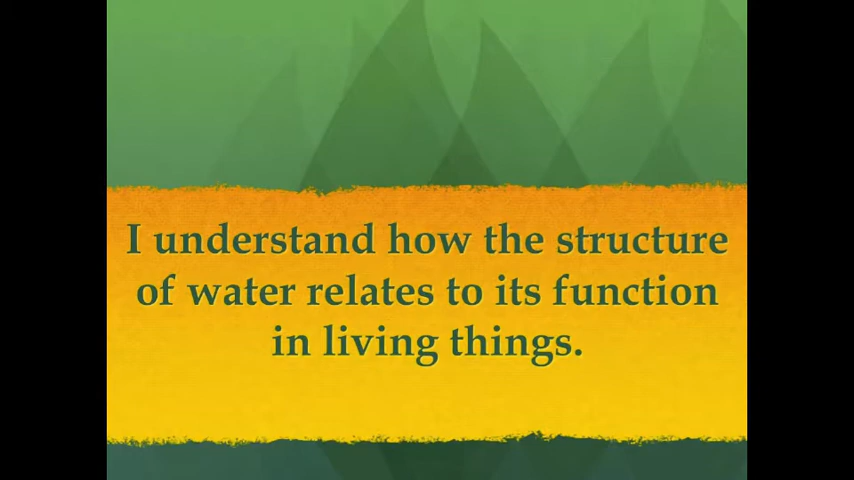 I understand how the structure
of water relates to its function
in living things.